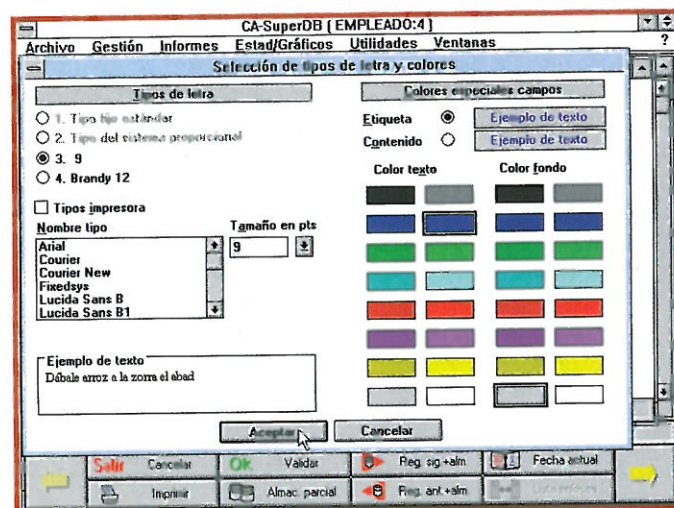 CA-SuperDB [ EMPLEADO:4 ]
Archivo Gestión Informes Estad/Gráficos Utilidades Ventanas ?
Selección de tipos de letra y colores
Tipos de letra
Colores especiales campos
1. Tipo fijo estándar
Etiqueta
Ejemplo de texto
2. Tipo del sistema proporcional
Contenido
Ejemplo de texto
3. 9
4. Brandy 12
Color texto
Color fondo
Tipos impresora
Nombre tipo
Tamaño en pts
Arial
9
Courier
Courier New
Fixedsys
Lucida Sans B
Lucida Sans B1
Ejemplo de texto
Dábale arroz a la zorra el abad
Aceptar
Cancelar
Salir Cancelar
Ok Validar
Reg. sig.+alm
Fecha actual
Imprimir
Almac. parcial
Reg. ant.+alm